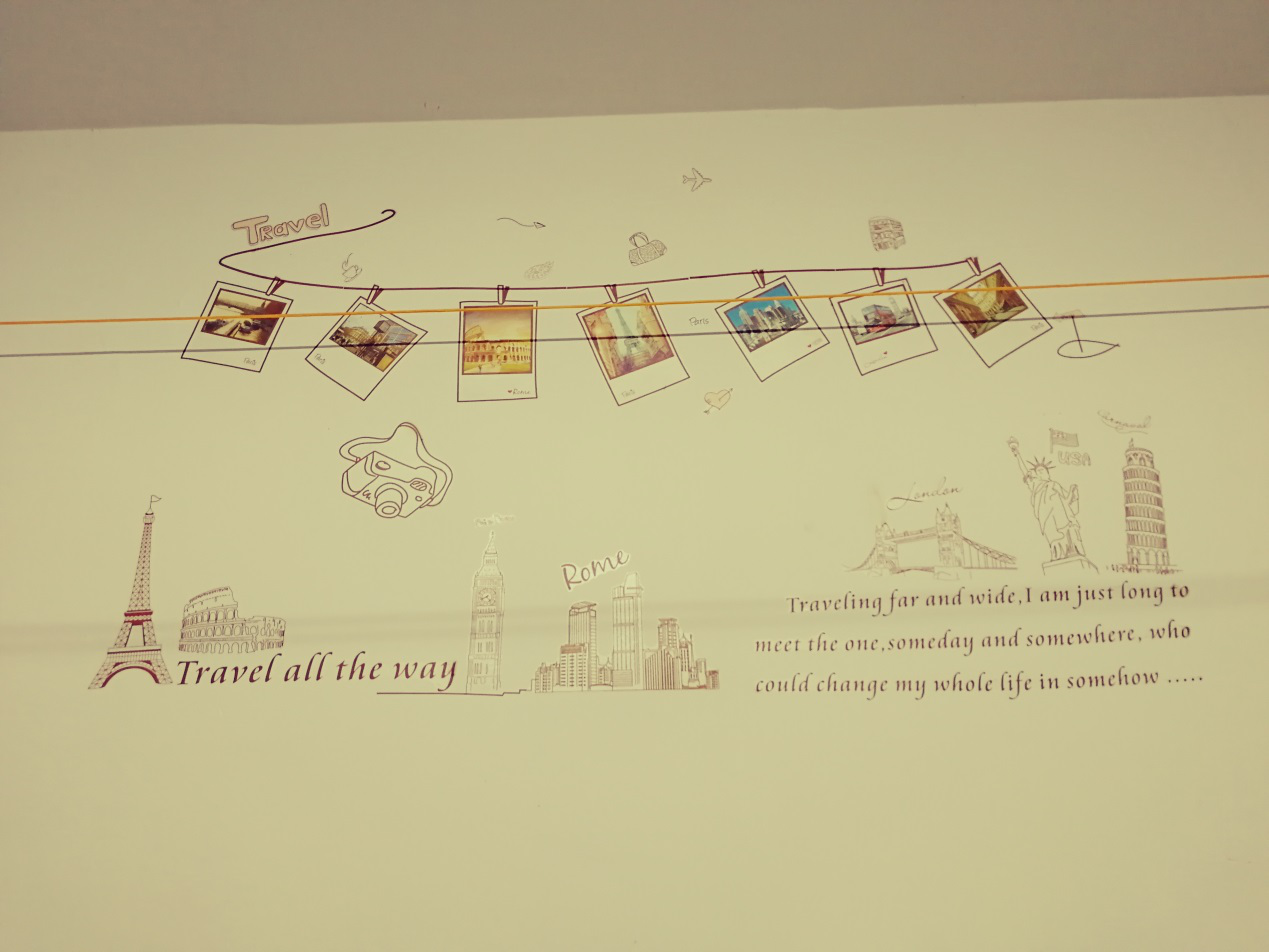 Travel
Paris
Rome
London
USA
Rome
Travel all the way
Traveling far and wide,I am just long to
meet the one,someday and somewhere, who
could change my whole life in somehow .....